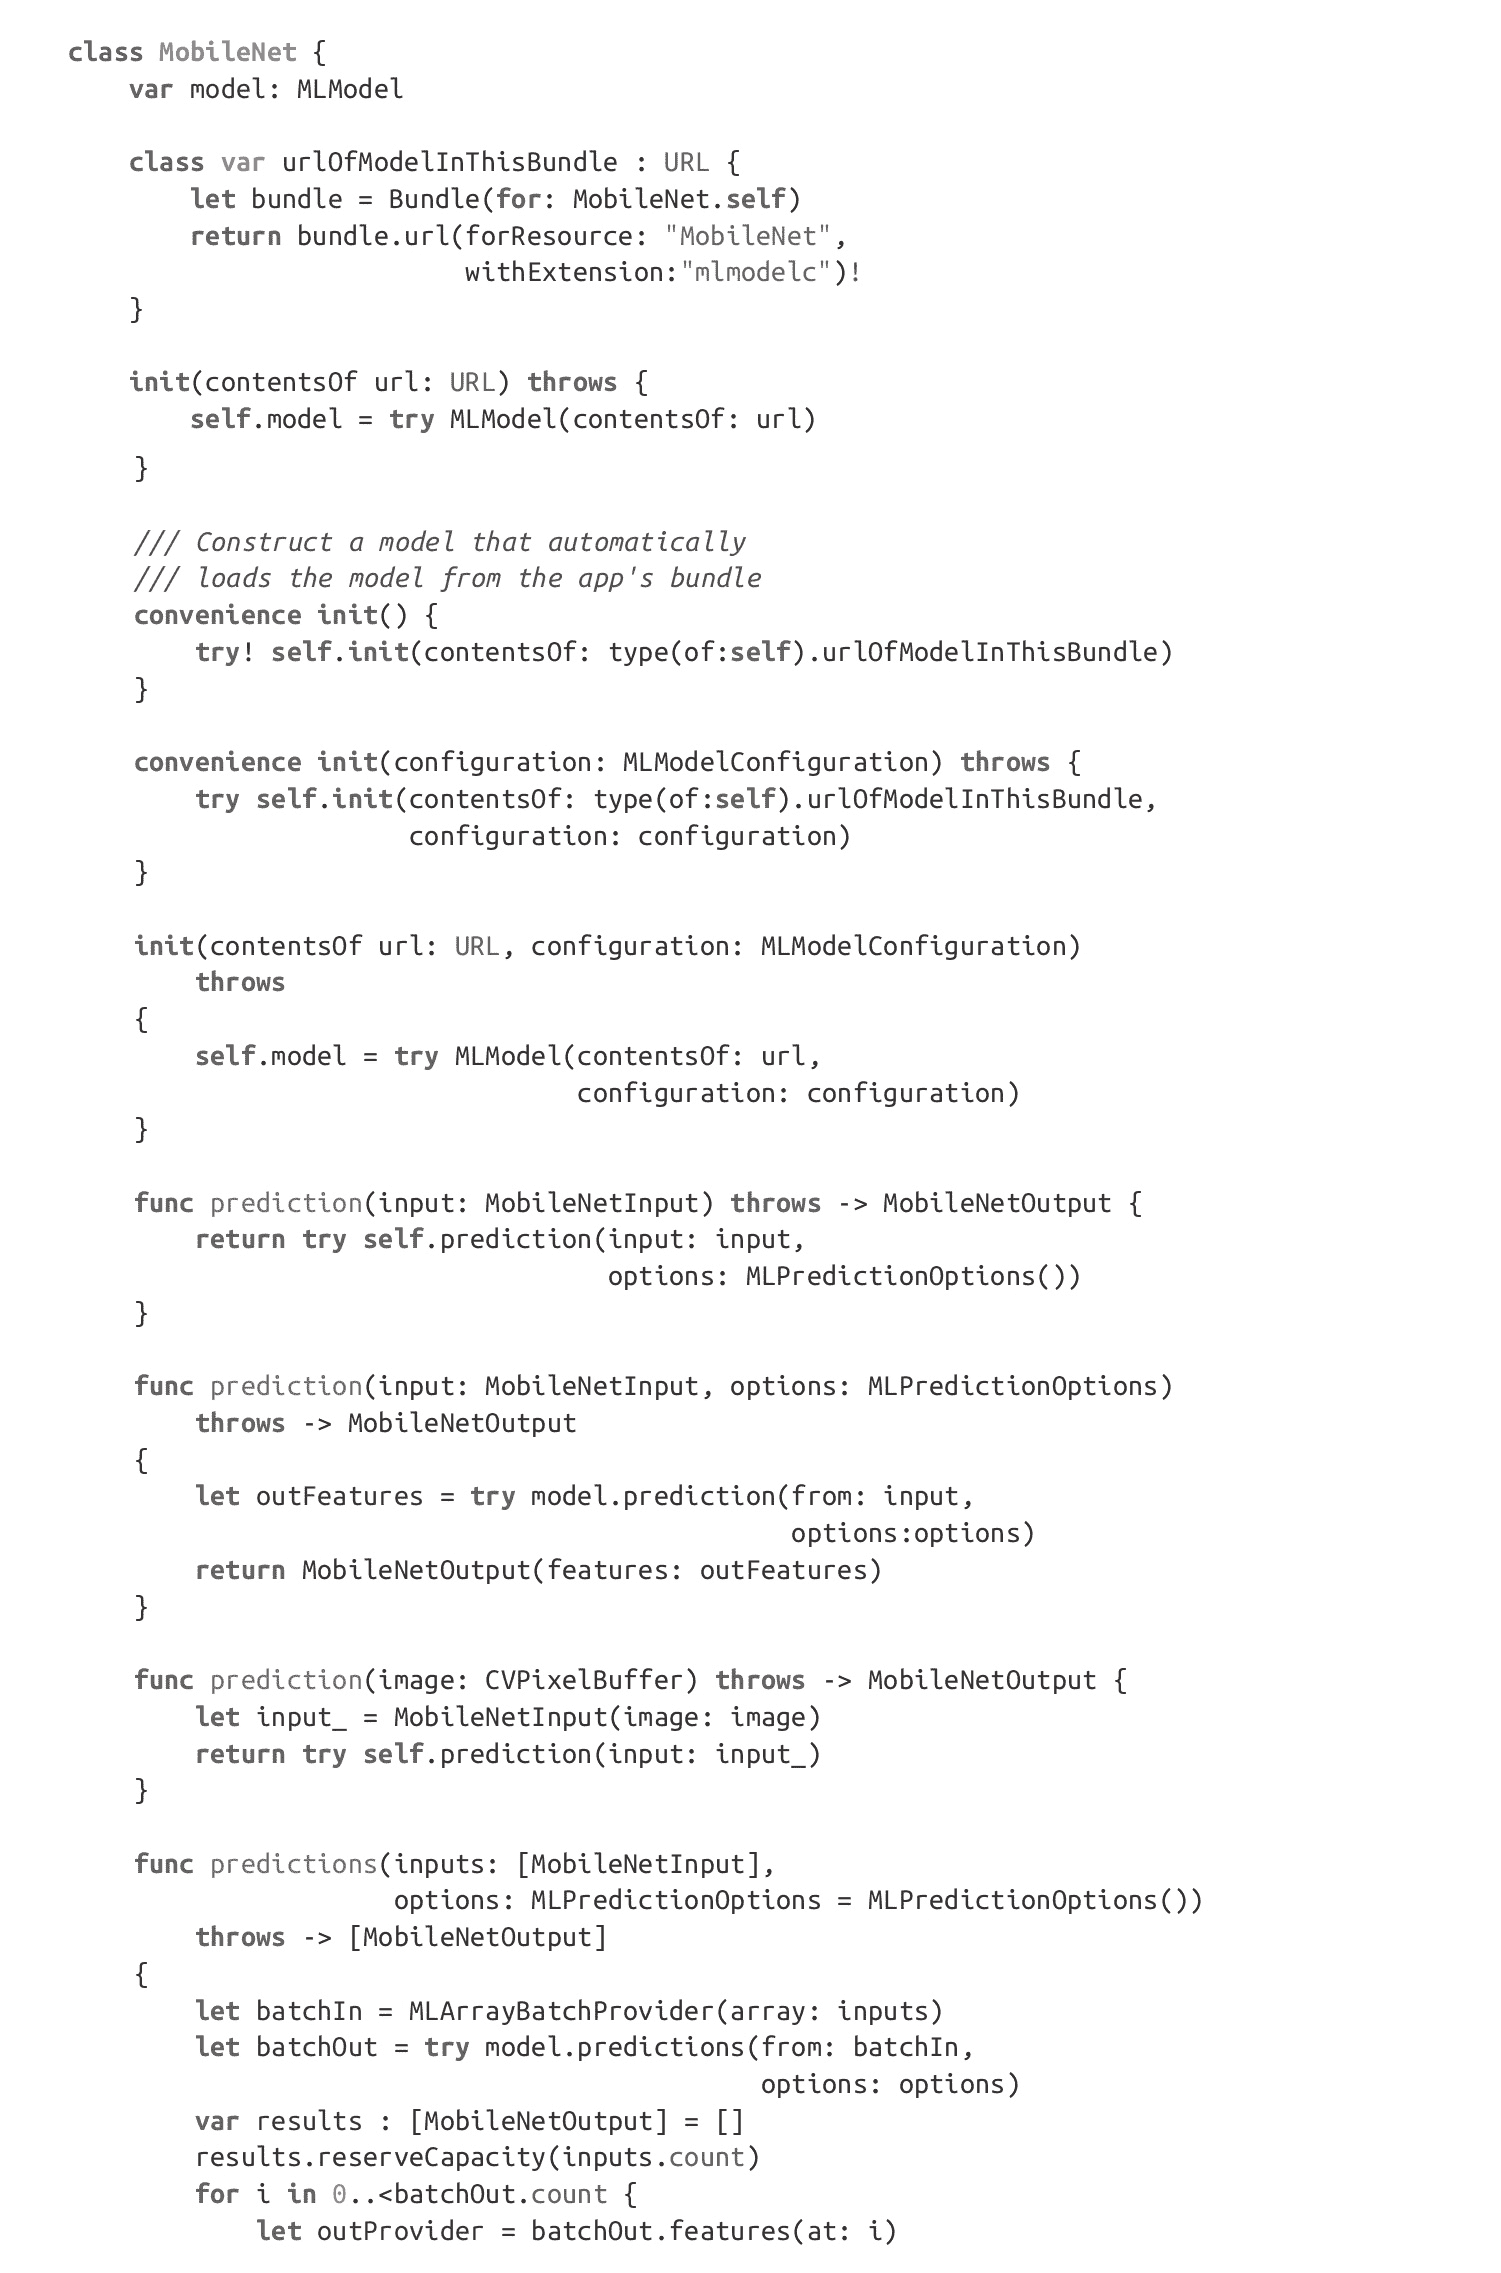 class MobileNet {
    var model: MLModel

    class var urlOfModelInThisBundle : URL {
        let bundle = Bundle(for: MobileNet.self)
        return bundle.url(forResource: "MobileNet",
                          withExtension:"mlmodelc")!
    }

    init(contentsOf url: URL) throws {
        self.model = try MLModel(contentsOf: url)
    }

    /// Construct a model that automatically
    /// loads the model from the app's bundle
    convenience init() {
        try! self.init(contentsOf: type(of:self).urlOfModelInThisBundle)
    }

    convenience init(configuration: MLModelConfiguration) throws {
        try self.init(contentsOf: type(of:self).urlOfModelInThisBundle,
                      configuration: configuration)
    }

    init(contentsOf url: URL, configuration: MLModelConfiguration)
        throws
    {
        self.model = try MLModel(contentsOf: url,
                                 configuration: configuration)
    }

    func prediction(input: MobileNetInput) throws -> MobileNetOutput {
        return try self.prediction(input: input,
                                   options: MLPredictionOptions())
    }

    func prediction(input: MobileNetInput, options: MLPredictionOptions)
        throws -> MobileNetOutput
    {
        let outFeatures = try model.prediction(from: input,
                                               options:options)
        return MobileNetOutput(features: outFeatures)
    }

    func prediction(image: CVPixelBuffer) throws -> MobileNetOutput {
        let input_ = MobileNetInput(image: image)
        return try self.prediction(input: input_)
    }

    func predictions(inputs: [MobileNetInput],
                     options: MLPredictionOptions = MLPredictionOptions())
        throws -> [MobileNetOutput]
    {
        let batchIn = MLArrayBatchProvider(array: inputs)
        let batchOut = try model.predictions(from: batchIn,
                                             options: options)
        var results : [MobileNetOutput] = []
        results.reserveCapacity(inputs.count)
        for i in 0..<batchOut.count {
            let outProvider = batchOut.features(at: i)